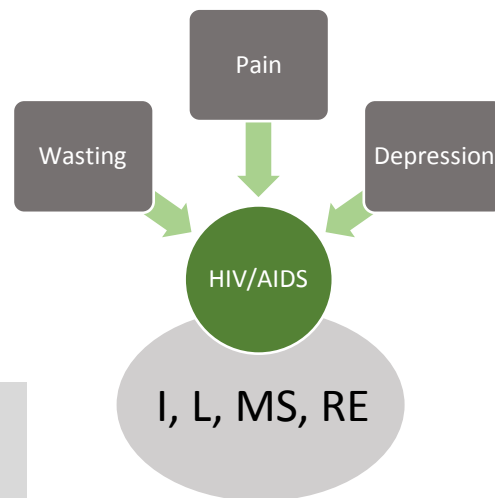 Pain
Wasting
Depression
HIV/AIDS
I, L, MS, RE